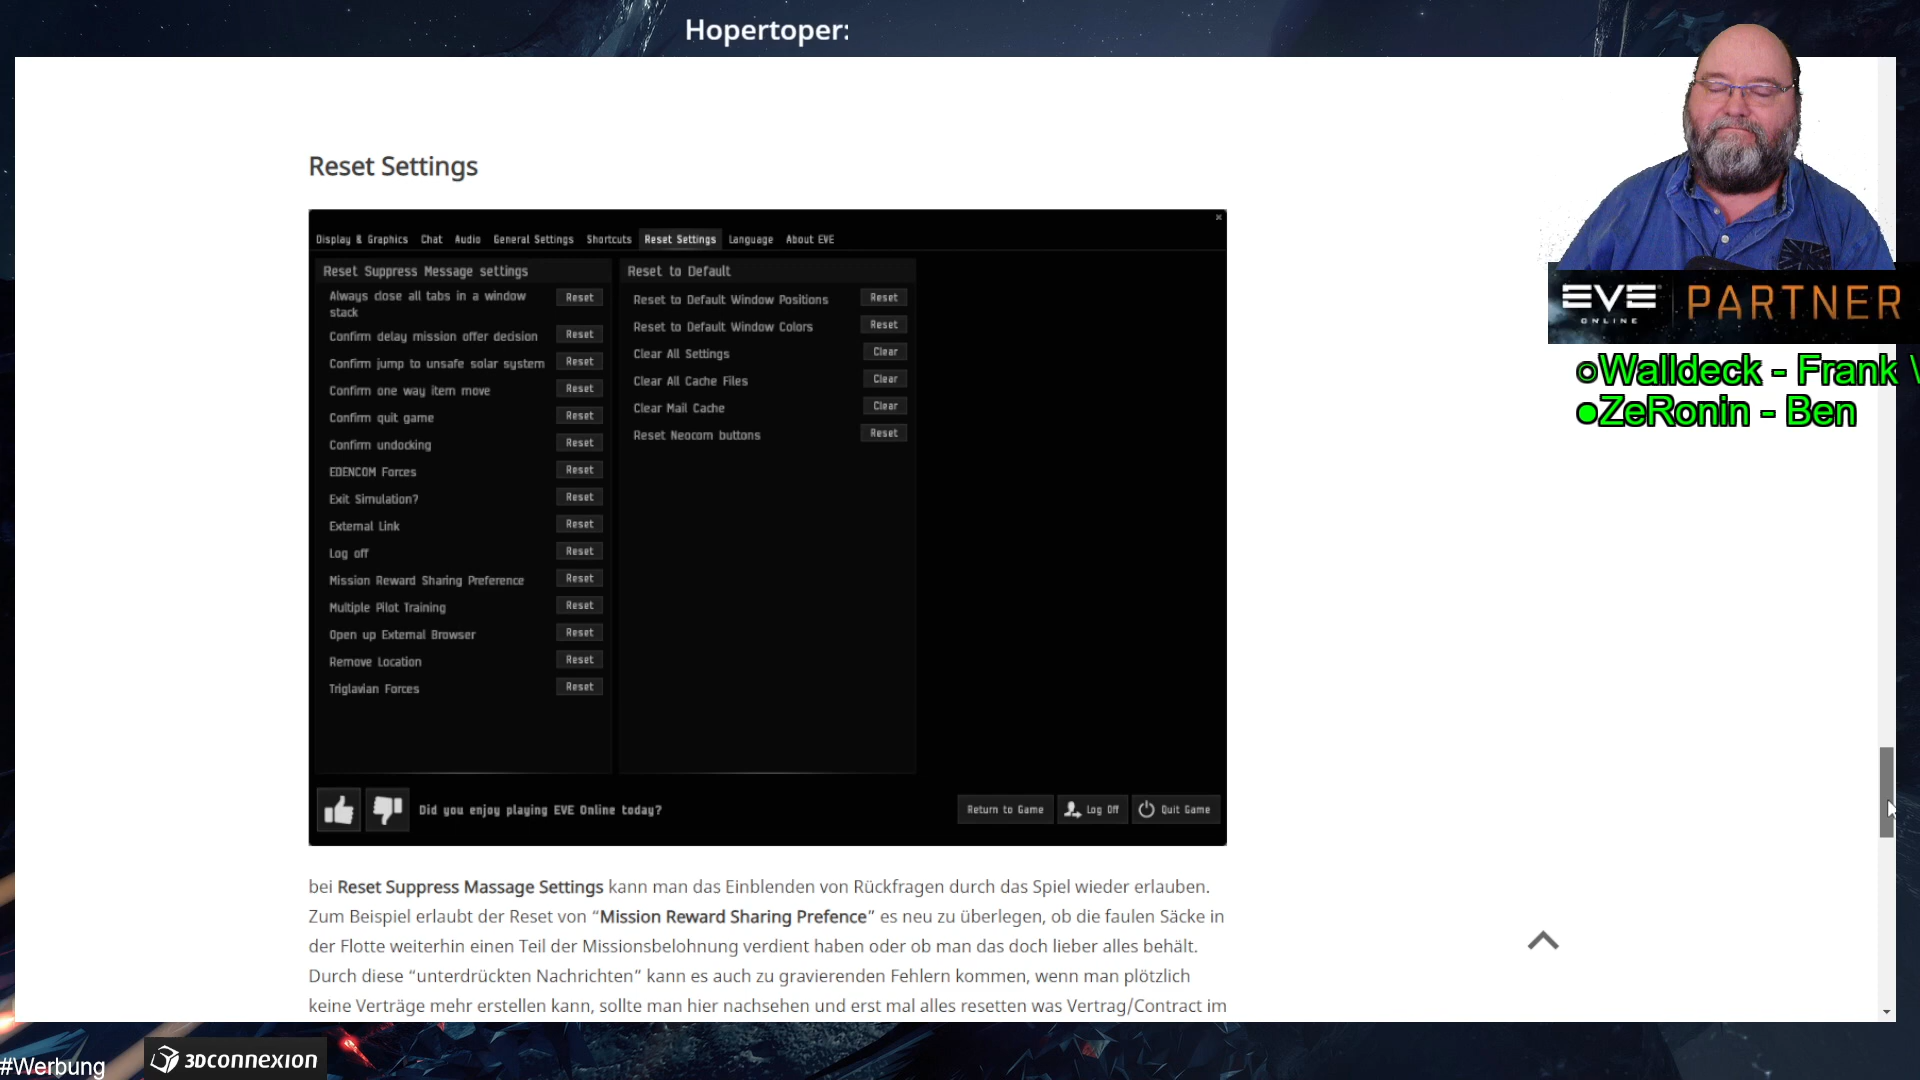 Hopertoper:
Reset Settings
Display & Graphics Chat Audio General Settings Shortcuts Reset Settings Language About EVE
Reset Suppress Message settings
Always close all tabs in a window
stack
Reset
Confirm delay mission offer decision Reset
Confirm jump to unsafe solar system Reset
Confirm one way item move Reset
Confirm quit game Reset
Confirm undocking Reset
EDENCOM Forces Reset
Exit Simulation? Reset
External Link Reset
Log off Reset
Mission Reward Sharing Preference Reset
Multiple Pilot Training Reset
Open up External Browser Reset
Remove Location Reset
Triglavian Forces Reset
Reset to Default
Reset to Default Window Positions Reset
Reset to Default Window Colors Reset
Clear All Settings Clear
Clear All Cache Files Clear
Clear Mail Cache Clear
Reset Neocom buttons Reset
Did you enjoy playing EVE Online today?
Return to Game Log Off Quit Game
bei Reset Suppress Massage Settings kann man das Einblenden von Rückfragen durch das Spiel wieder erlauben.
Zum Beispiel erlaubt der Reset von “Mission Reward Sharing Prefence” es neu zu überlegen, ob die faulen Säcke in
der Flotte weiterhin einen Teil der Missionsbelohnung verdient haben oder ob man das doch lieber alles behält.
Durch diese “unterdrückten Nachrichten” kann es auch zu gravierenden Fehlern kommen, wenn man plötzlich
keine Verträge mehr erstellen kann, sollte man hier nachsehen und erst mal alles resetten was Vertrag/Contract im
EVE ONLINE PARTNER
Walldeck - Frank
ZeRonin - Ben
#Werbung
3DCONNEXION